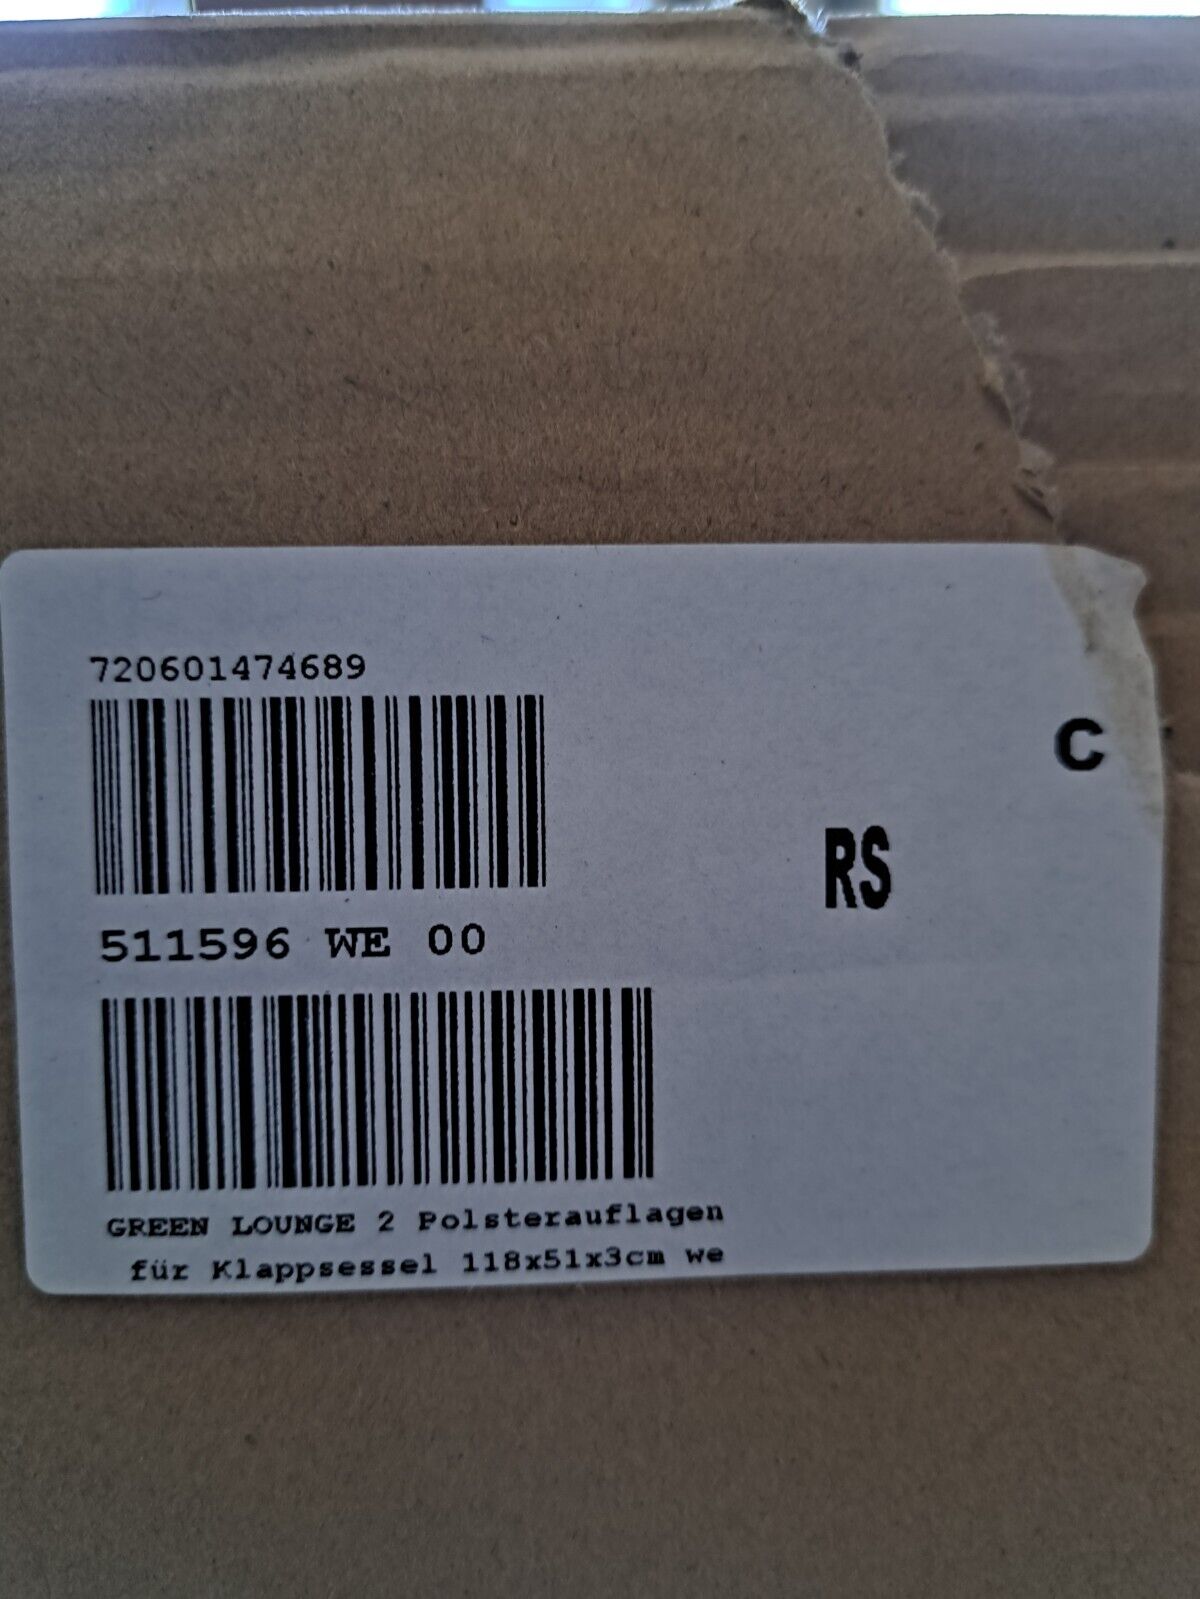 720601474689
C
RS
511596 WE 00
GREEN LOUNGE 2 Polsterauflagen
für Klappsessel 118x51x3cm we